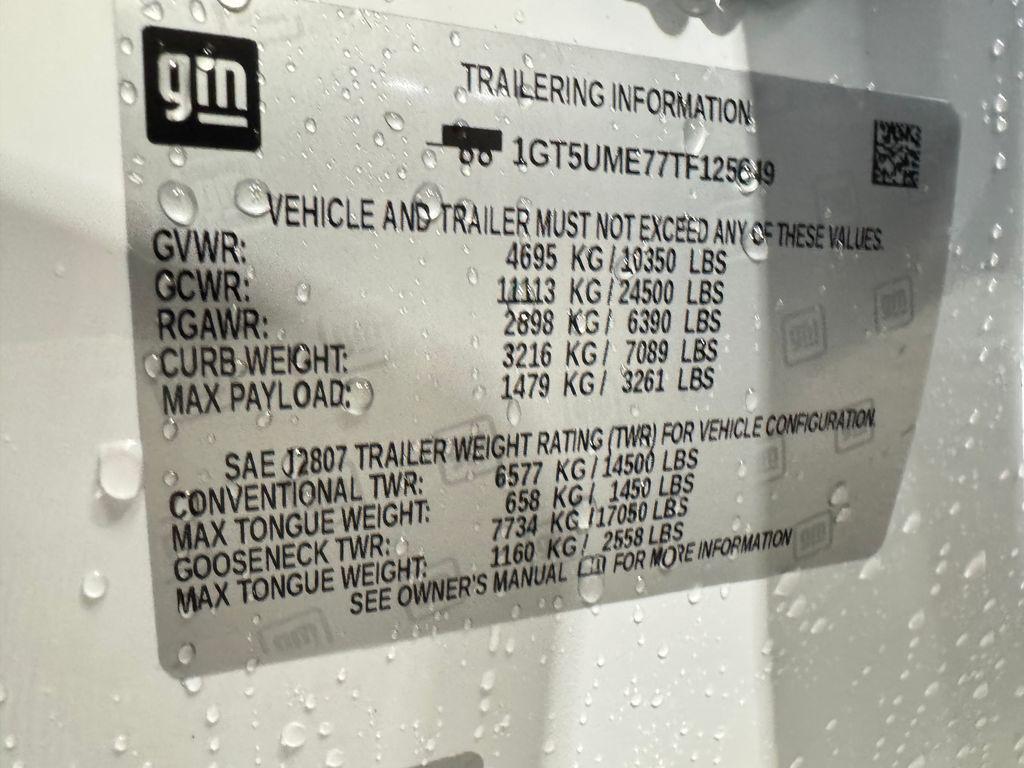 gm
TRAILERING INFORMATION
1GT5UME77TF125649
VEHICLE AND TRAILER MUST NOT EXCEED ANY OF THESE VALUES.
GVWR: 4695 KG / 10350 LBS
GCWR: 11113 KG / 24500 LBS
RGAWR: 2898 KG / 6390 LBS
CURB WEIGHT: 3216 KG / 7089 LBS
MAX PAYLOAD: 1479 KG / 3261 LBS
SAE J2807 TRAILER WEIGHT RATING (TWR) FOR VEHICLE CONFIGURATION
CONVENTIONAL TWR: 6577 KG / 14500 LBS
MAX TONGUE WEIGHT: 658 KG / 1450 LBS
GOOSENECK TWR: 7734 KG / 17050 LBS
MAX TONGUE WEIGHT: 1160 KG / 2558 LBS
SEE OWNER'S MANUAL FOR MORE INFORMATION